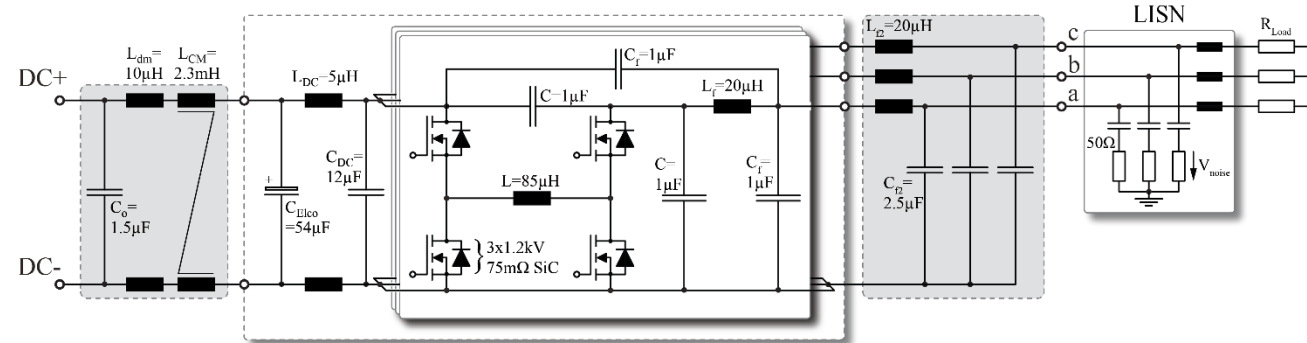 DC+
DC-
L_dm=
10μH
L_CM=
2.3mH
C_o=
1.5μF
L_DC=5μH
+
C_Elco
=54μF
C_DC=
12μF
C_f=1μF
C=1μF
L_f=20μH
L=85μH
C=
1μF
C_f=
1μF
3x1.2kV
75mΩ SiC
L_f2=20μH
C_f2=
2.5μF
c
b
a
LISN
50Ω
V_noise
R_Load